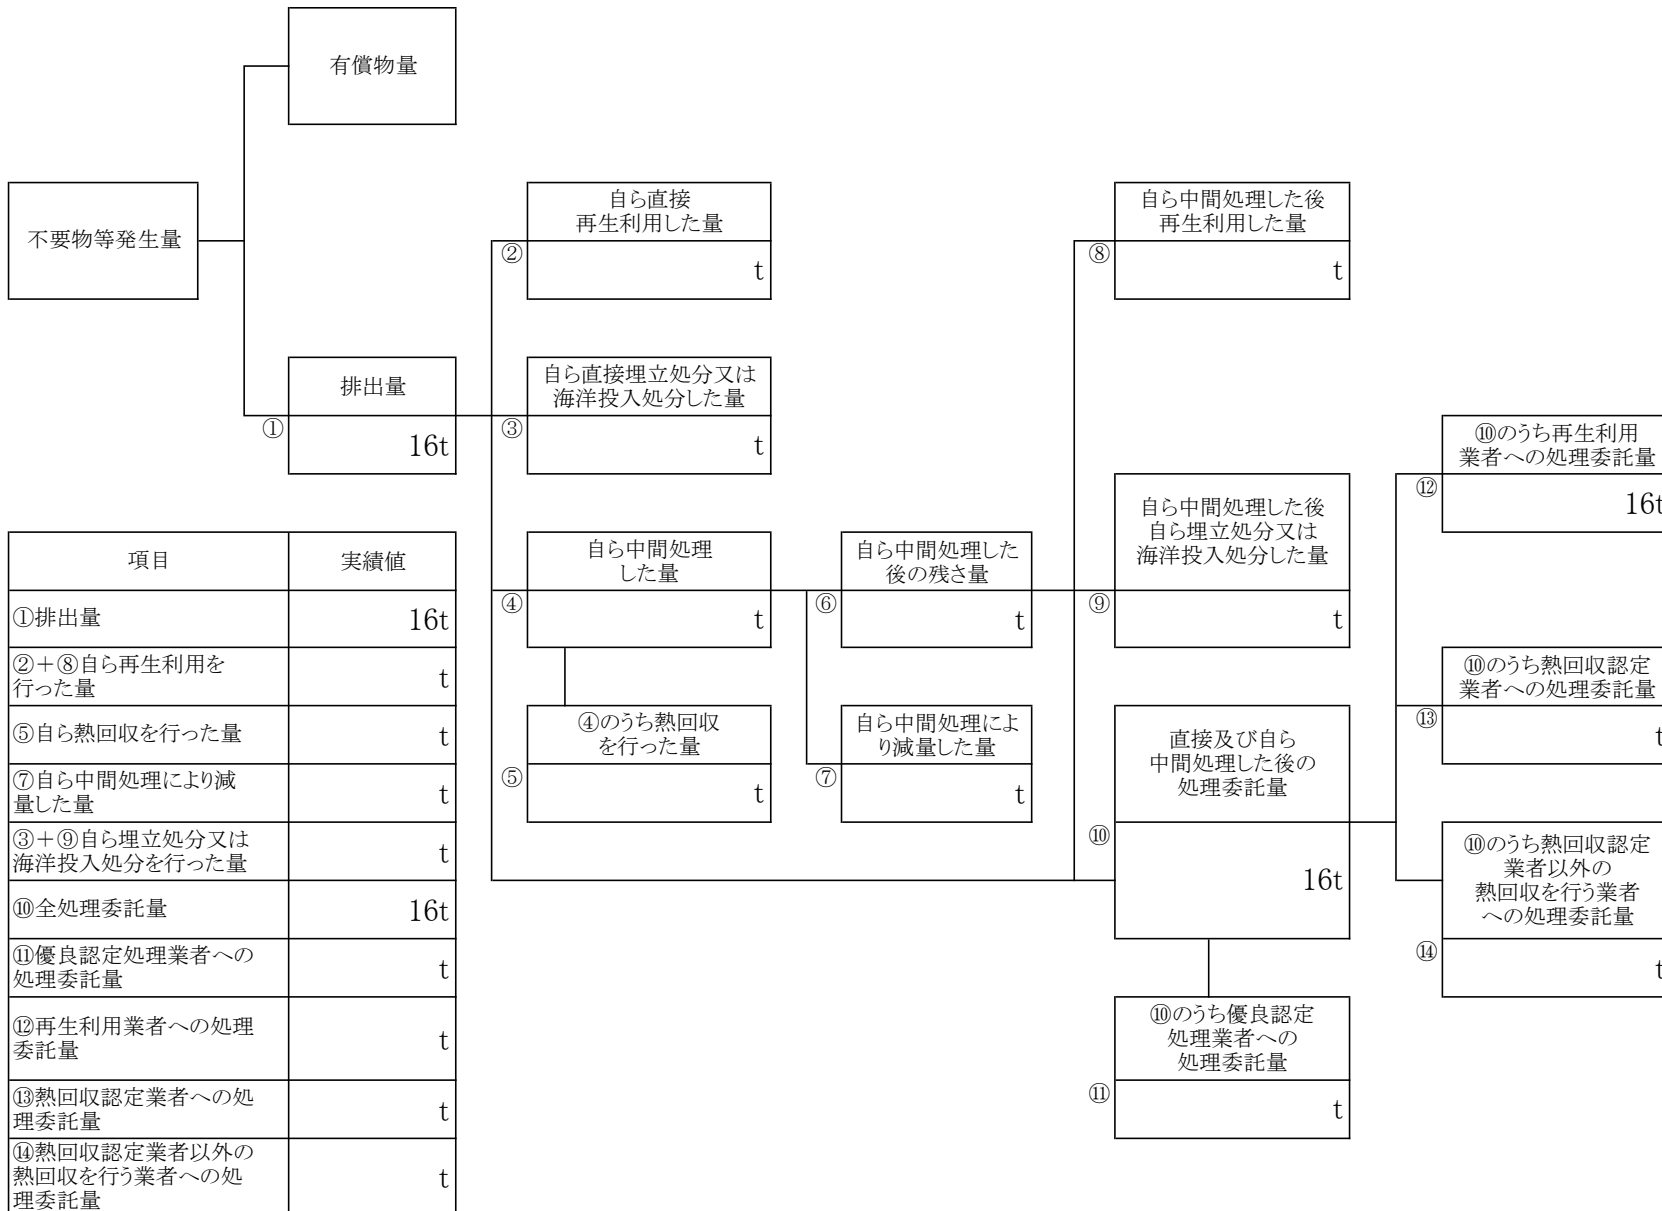 有償物量
不要物等発生量
自ら直接
再生利用した量
②
t
自ら中間処理した後
再生利用した量
⑧
t
排出量
①
16t
自ら直接埋立処分又は
海洋投入処分した量
③
t
⑩のうち再生利用
業者への処理委託量
⑫
16t
自ら中間処理
した量
④
t
自ら中間処理した
後の残さ量
⑥
t
自ら中間処理した後
自ら埋立処分又は
海洋投入処分した量
⑨
t
⑩のうち熱回収認定
業者への処理委託量
⑬
t
④のうち熱回収
を行った量
⑤
t
自ら中間処理によ
り減量した量
⑦
t
直接及び自ら
中間処理した後の
処理委託量
⑩
16t
⑩のうち熱回収認定
業者以外の
熱回収を行う業者
への処理委託量
⑭
t
⑩のうち優良認定
処理業者への
処理委託量
⑪
t
項目 実績値
①排出量 16t
②+⑧自ら再生利用を
行った量 t
⑤自ら熱回収を行った量 t
⑦自ら中間処理により減
量した量 t
③+⑨自ら埋立処分又は
海洋投入処分を行った量 t
⑩全処理委託量 16t
⑪優良認定処理業者への
処理委託量 t
⑫再生利用業者への処理
委託量 t
⑬熱回収認定業者への処
理委託量 t
⑭熱回収認定業者以外の
熱回収を行う業者への処
理委託量 t